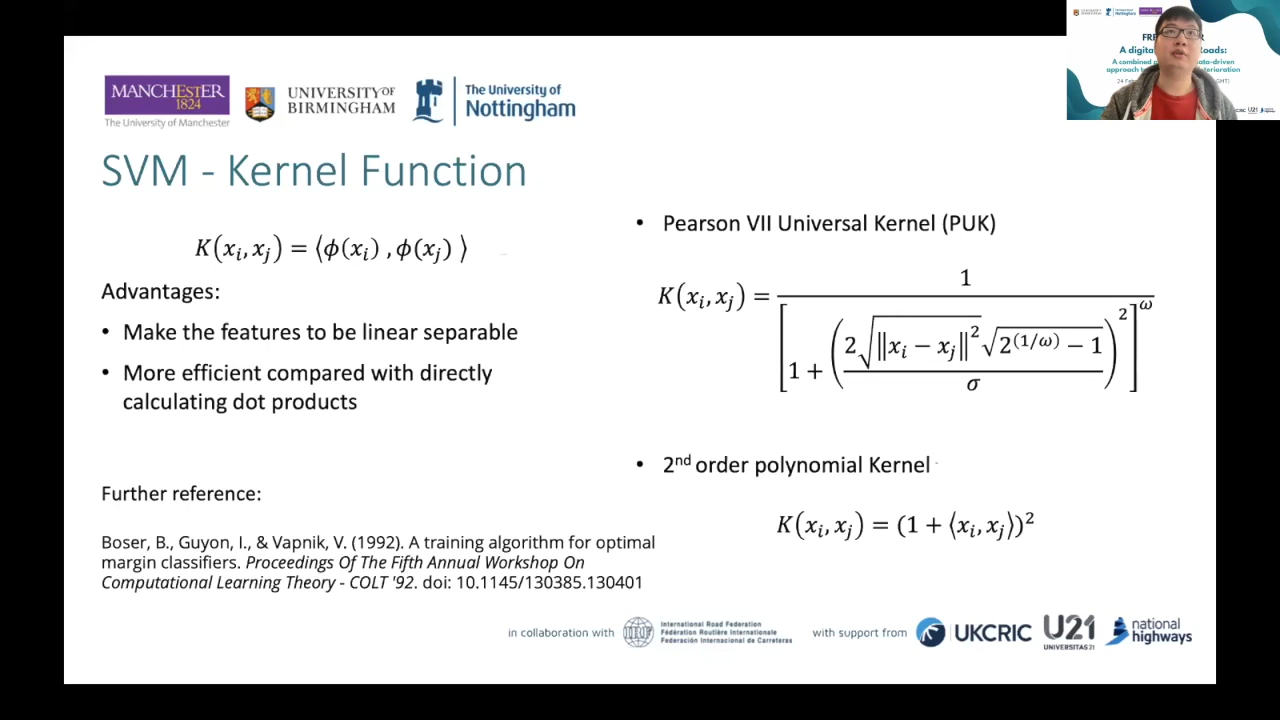 MANCHESTER
1824
The University of Manchester
UNIVERSITY OF
BIRMINGHAM
The University of
Nottingham
SVM - Kernel Function
K(xᵢ, xⱼ) = ⟨ϕ(xᵢ) , ϕ(xⱼ) ⟩
Advantages:
• Make the features to be linear separable
• More efficient compared with directly
calculating dot products
Further reference:
Boser, B., Guyon, I., & Vapnik, V. (1992). A training algorithm for optimal
margin classifiers. Proceedings Of The Fifth Annual Workshop On
Computational Learning Theory - COLT '92. doi: 10.1145/130385.130401
• Pearson VII Universal Kernel (PUK)
K(xᵢ, xⱼ) = 1 / [1 + (2√‖xᵢ − xⱼ‖² √2^(1/ω) − 1 / σ)²]^ω
• 2nd order polynomial Kernel
K(xᵢ, xⱼ) = (1 + ⟨xᵢ, xⱼ⟩)²
in collaboration with
International Road Federation
Fédération Routière Internationale
Federación Internacional de Carreteras
with support from
UKCRIC
U21
UNIVERSITAS 21
national
highways
A digital